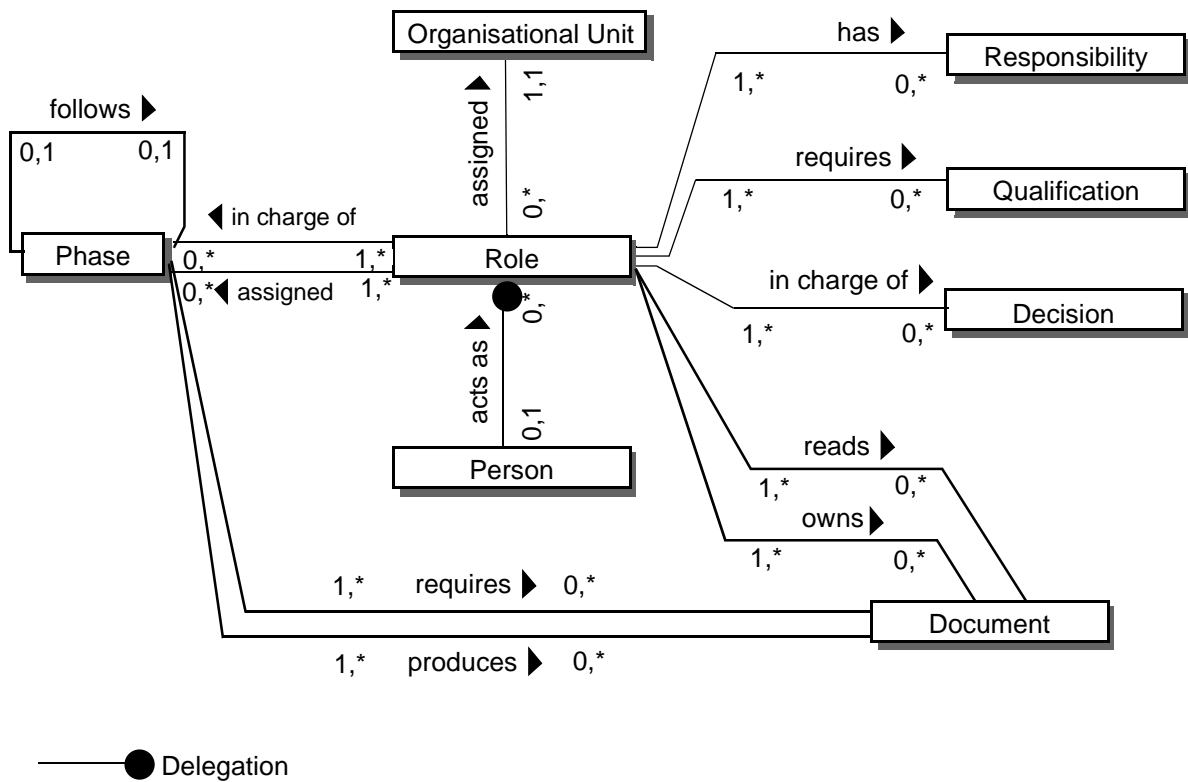 Organisational Unit
has
Responsibility
1,*
0,*
1,1
assigned
follows
0,1
0,1
requires
Qualification
1,*
0,*
0,*
in charge of
Phase
0,*
1,*
Role
0,*
assigned
1,*
in charge of
Decision
1,*
0,*
0,*
acts as
0,1
Person
reads
1,*
0,*
owns
1,*
0,*
1,*
requires
0,*
Document
1,*
produces
0,*
Delegation